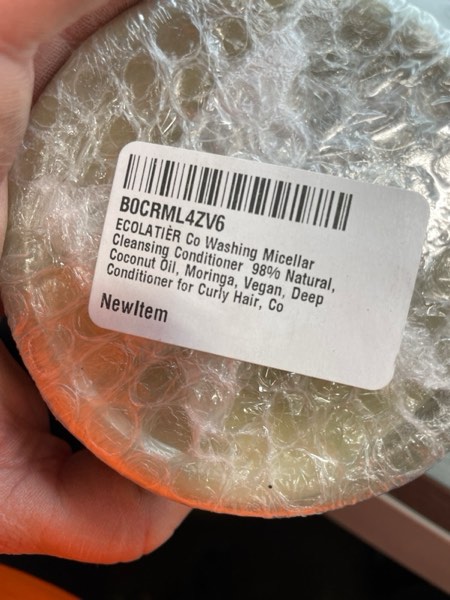 B0CRML4ZV6
ECOLATIÈR Co Washing Micellar
Cleansing Conditioner 98% Natural,
Coconut Oil, Moringa, Vegan, Deep
Conditioner for Curly Hair, Co
NewItem